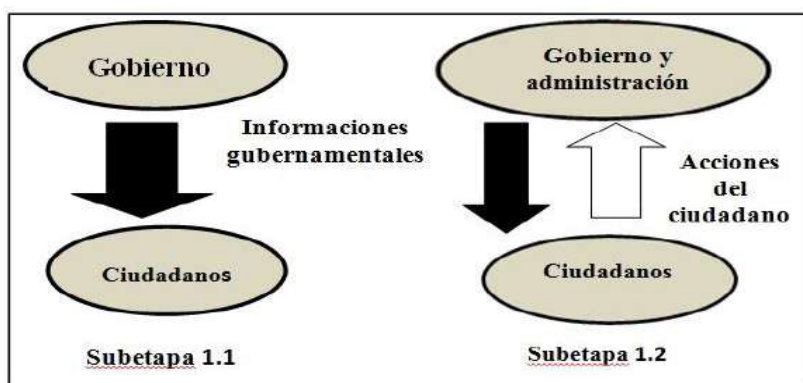 Gobierno
Informaciones
gubernamentales
Ciudadanos
Subetapa 1.1
Gobierno y
administración
Acciones
del
ciudadano
Ciudadanos
Subetapa 1.2